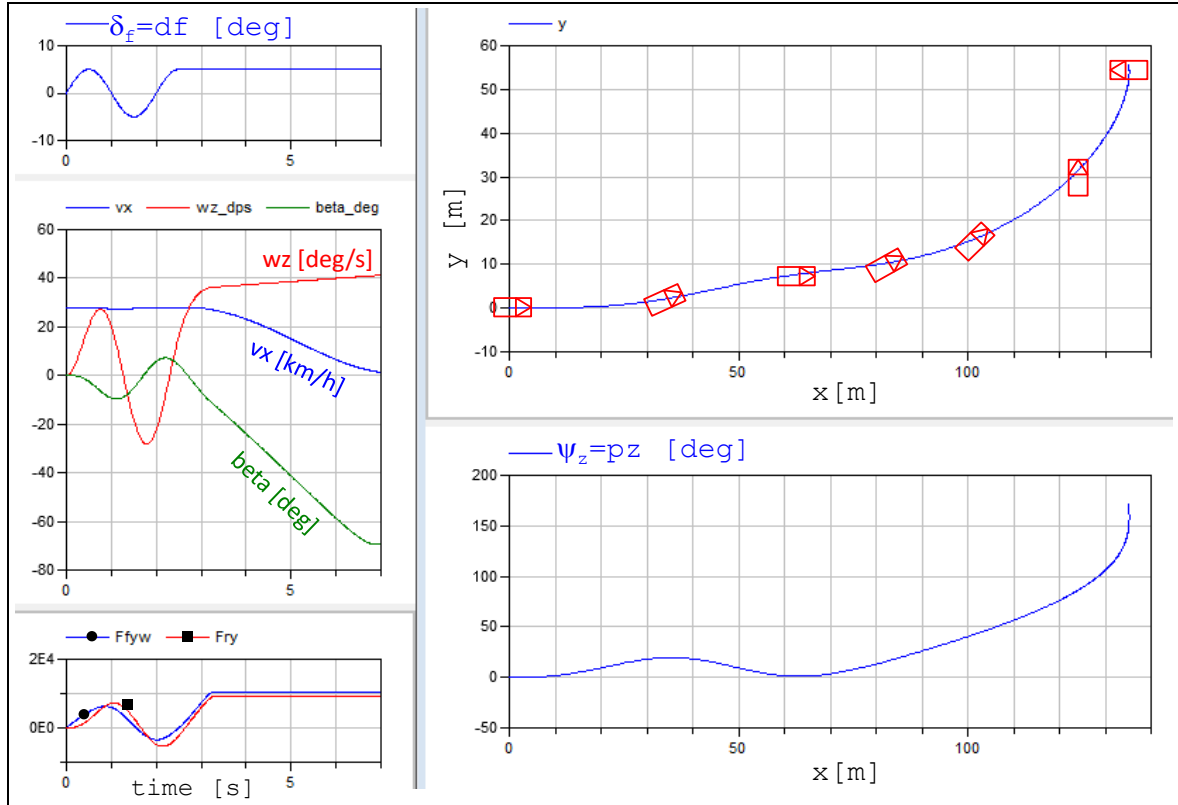 δf=df [deg]
10
0
-10
0
5
vx
wz_dps
beta_deg
60
40
20
0
-20
-40
-60
-80
wz [deg/s]
vx [km/h]
beta [deg]
0
5
Ffyw
Fry
2E4
0E0
0
5
time [s]
y
60
50
40
30
20
10
0
-10
y [m]
0
50
100
x[m]
ψz=pz [deg]
200
150
100
50
0
-50
0
50
100
x[m]